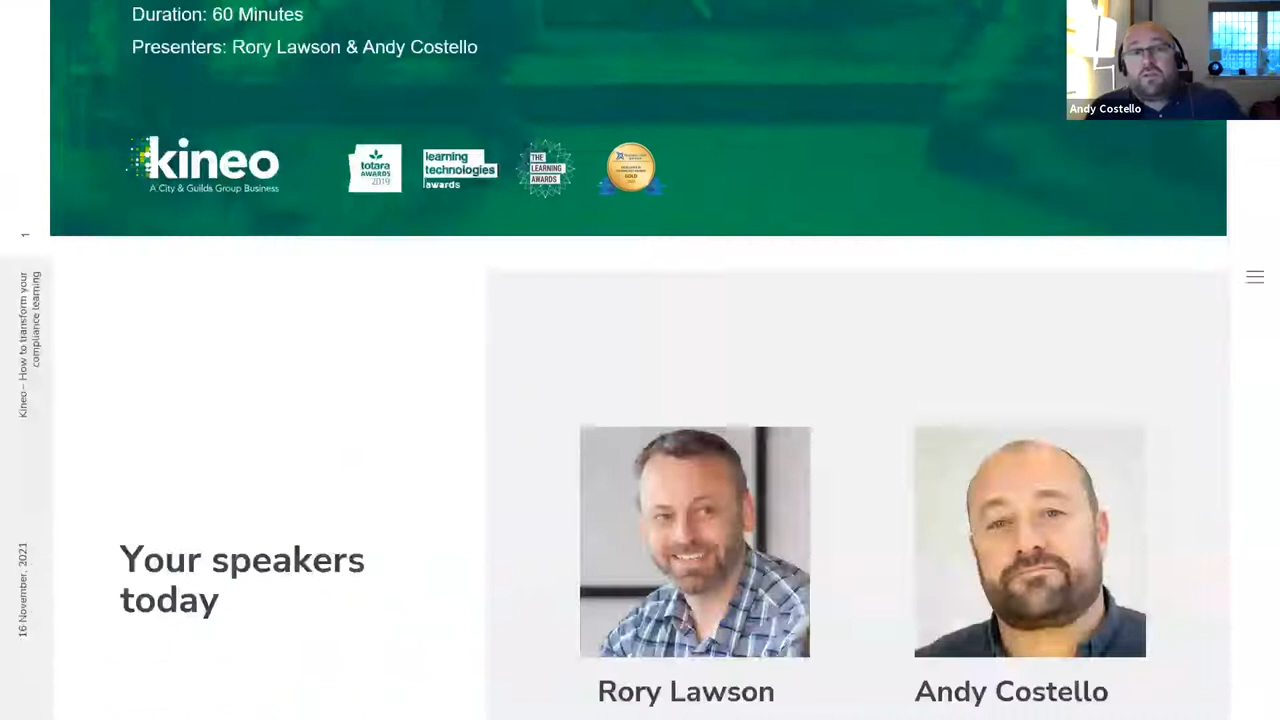 Duration: 60 Minutes
Presenters: Rory Lawson & Andy Costello
Andy Costello
kineo
A City & Guilds Group Business
totara
AWARDS
2019
learning
technologies
awards
THE
LEARNING
AWARDS
GOLD
1
Kineo – How to transform your
compliance learning
16 November, 2021
Your speakers
today
Rory Lawson
Andy Costello